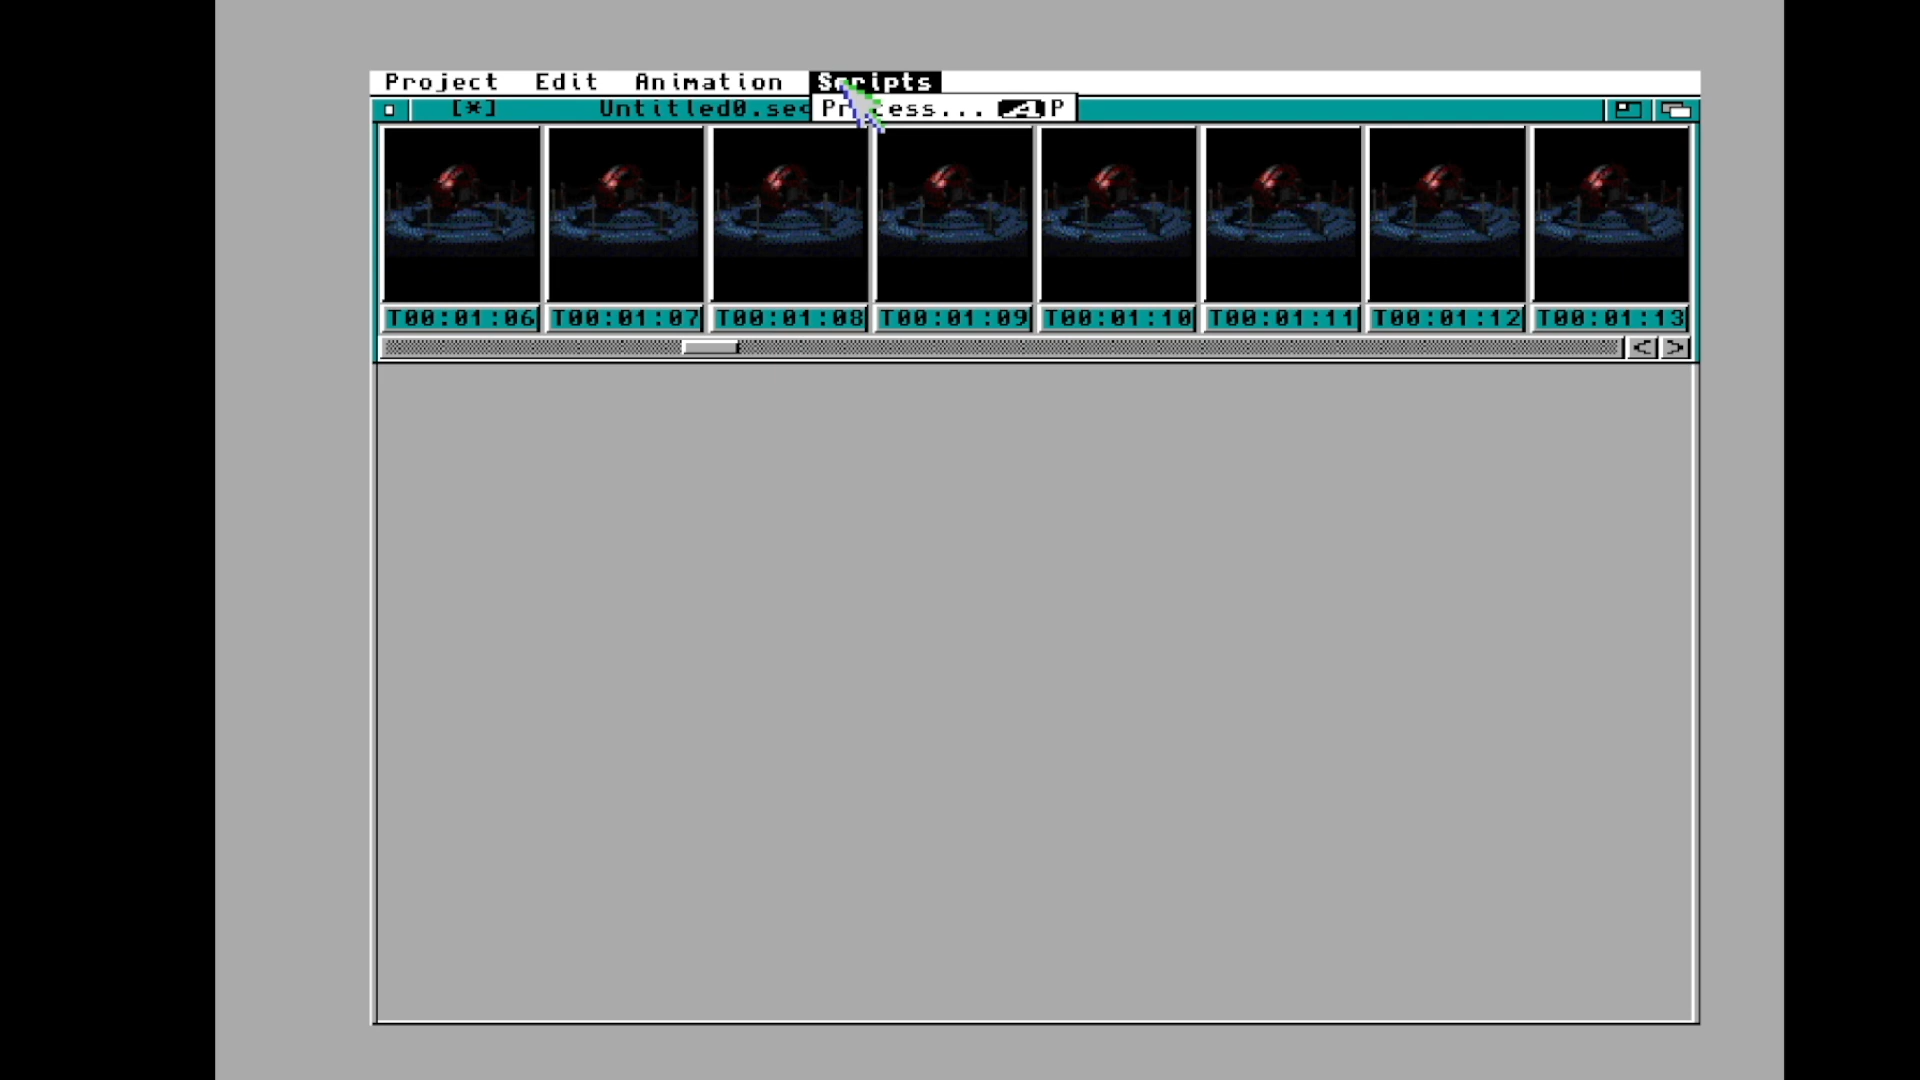 Project Edit Animation Scripts
[*] Untitled0.se Process... A P
T00:01:06 T00:01:07 T00:01:08 T00:01:09 T00:01:10 T00:01:11 T00:01:12 T00:01:13
< >